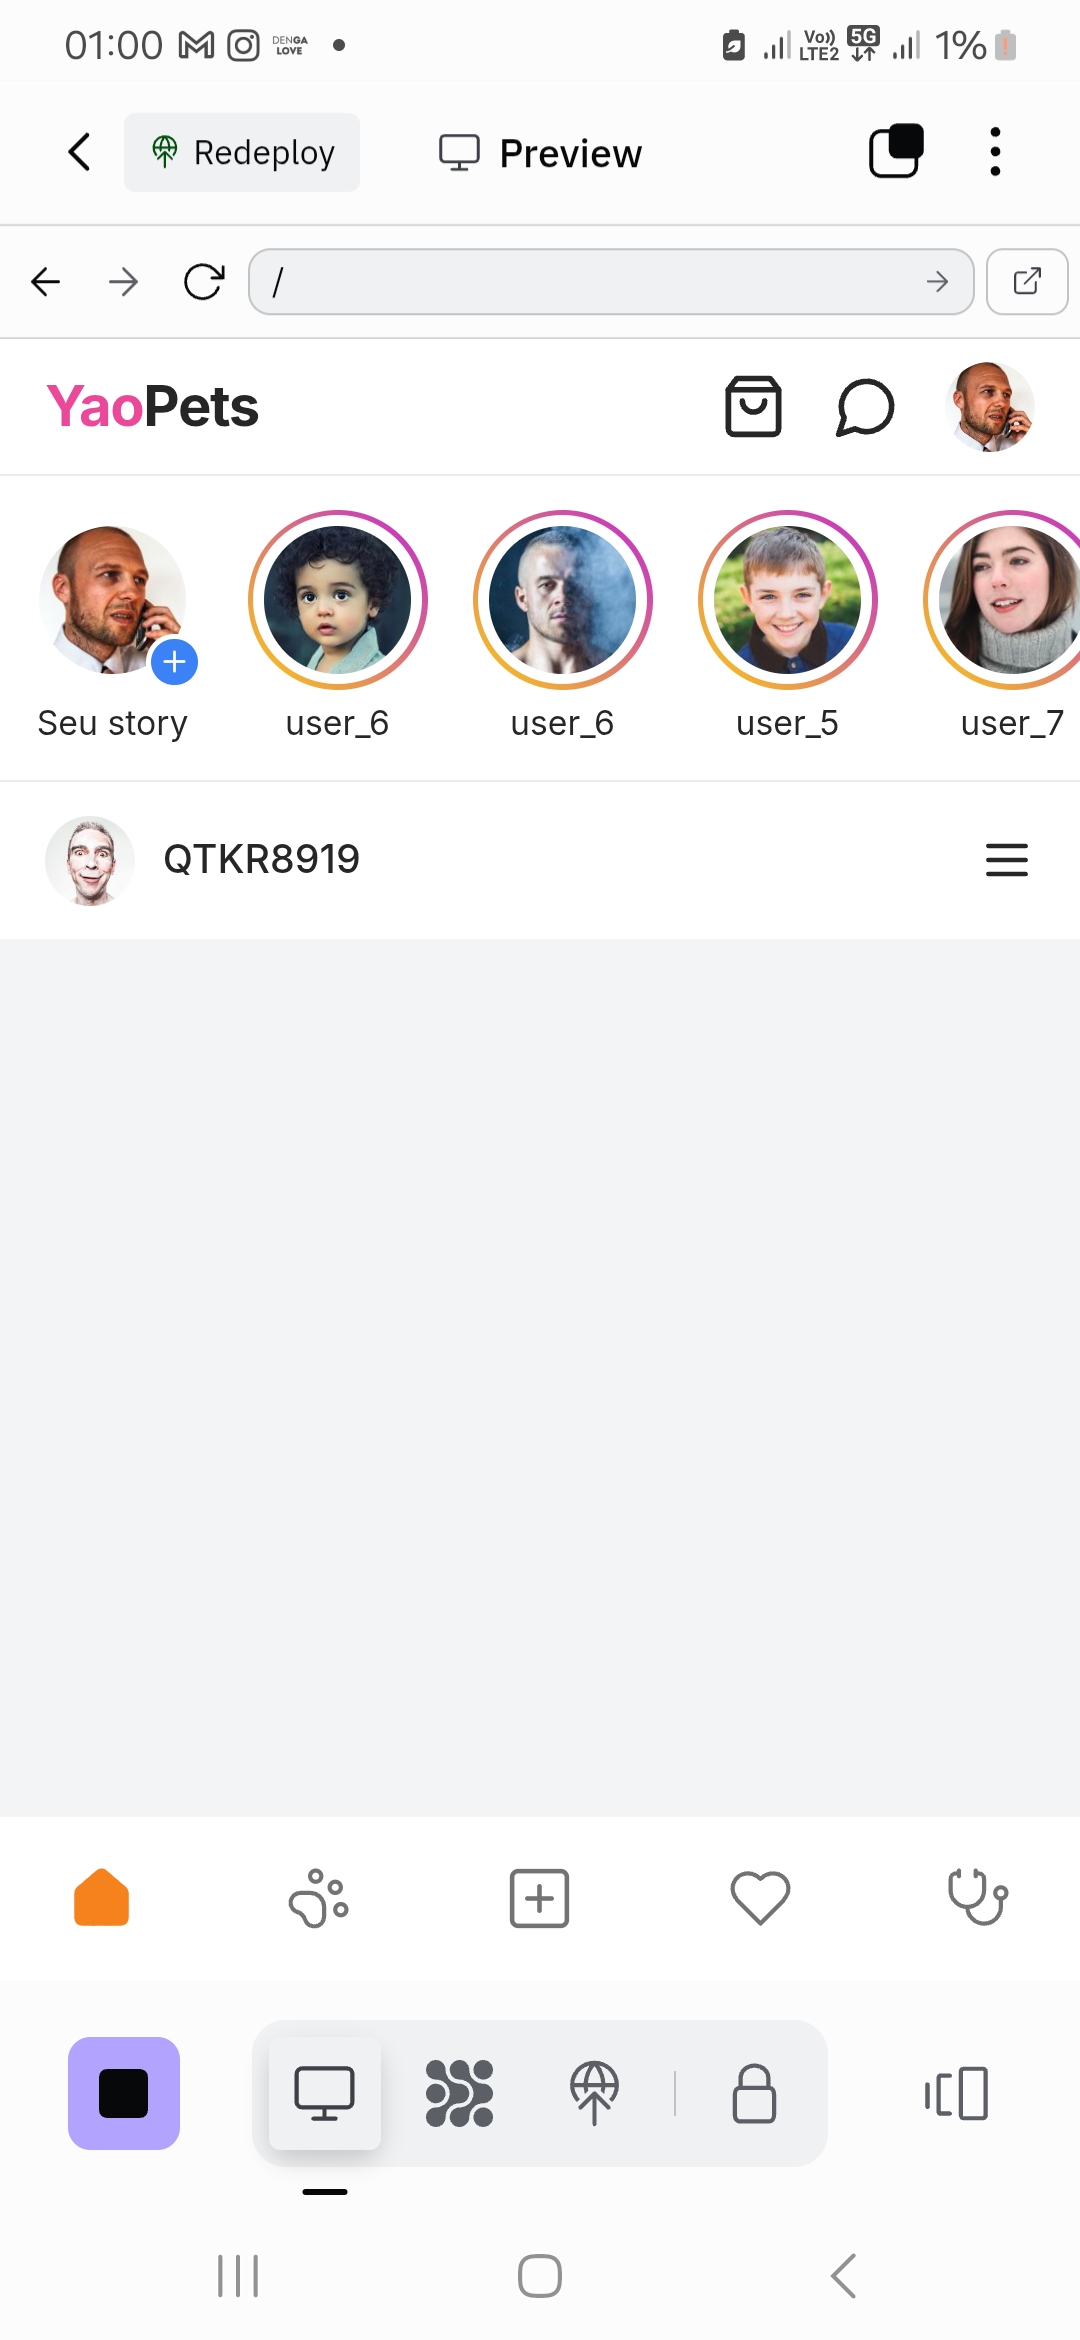 01:00 DENGA LOVE Vo)) LTE2 5G 1%
Redeploy Preview
/
YaoPets
Seu story user_6 user_6 user_5 user_7
QTKR8919